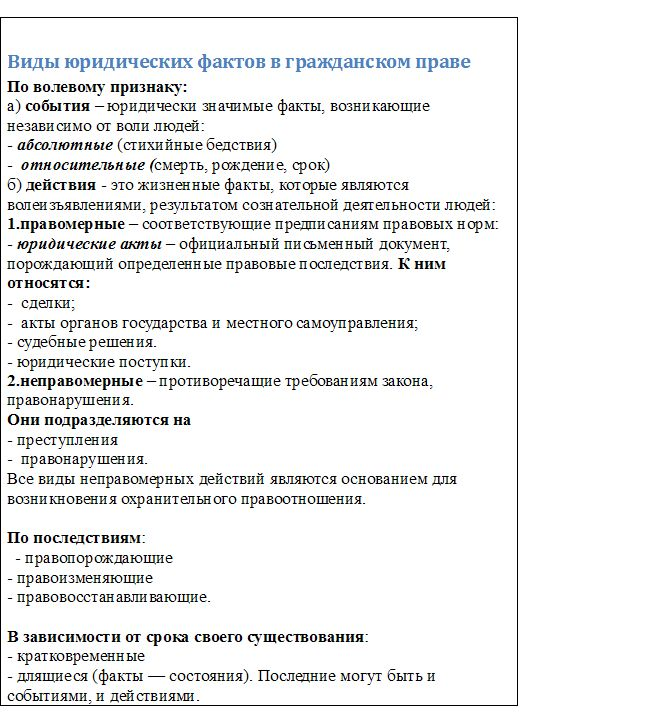 Виды юридических фактов в гражданском праве
По волевому признаку:
а) события – юридически значимые факты, возникающие
независимо от воли людей:
- абсолютные (стихийные бедствия)
- относительные (смерть, рождение, срок)
б) действия - это жизненные факты, которые являются
волеизъявлениями, результатом сознательной деятельности людей:
1.правомерные – соответствующие предписаниям правовых норм:
- юридические акты – официальный письменный документ,
порождающий определенные правовые последствия. К ним
относятся:
- сделки;
- акты органов государства и местного самоуправления;
- судебные решения.
- юридические поступки.
2.неправомерные – противоречащие требованиям закона,
правонарушения.
Они подразделяются на
- преступления
- правонарушения.
Все виды неправомерных действий являются основанием для
возникновения охранительного правоотношения.
По последствиям:
- правопорождающие
- правоизменяющие
- правовосстанавливающие.
В зависимости от срока своего существования:
- кратковременные
- длящиеся (факты — состояния). Последние могут быть и
событиями, и действиями.